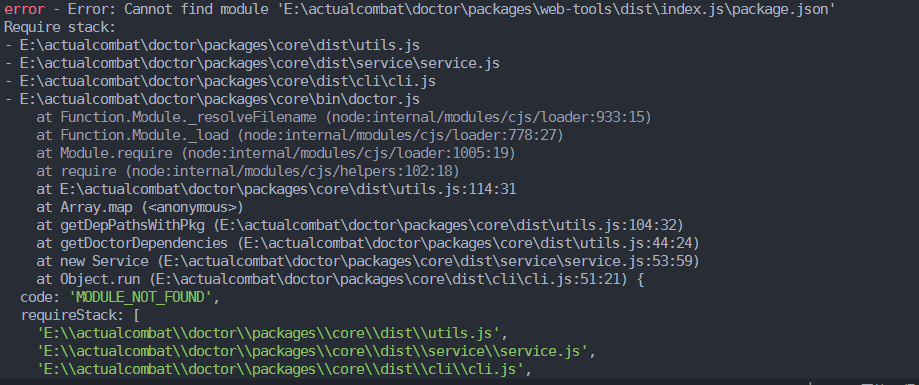 error - Error: Cannot find module 'E:\actualcombat\doctor\packages\web-tools\dist\index.js\package.json'
Require stack:
- E:\actualcombat\doctor\packages\core\dist\utils.js
- E:\actualcombat\doctor\packages\core\dist\service\service.js
- E:\actualcombat\doctor\packages\core\dist\cli\cli.js
- E:\actualcombat\doctor\packages\core\bin\doctor.js
    at Function.Module._resolveFilename (node:internal/modules/cjs/loader:933:15)
    at Function.Module._load (node:internal/modules/cjs/loader:778:27)
    at Module.require (node:internal/modules/cjs/loader:1005:19)
    at require (node:internal/modules/cjs/helpers:102:18)
    at E:\actualcombat\doctor\packages\core\dist\utils.js:114:31
    at Array.map (<anonymous>)
    at getDepPathsWithPkg (E:\actualcombat\doctor\packages\core\dist\utils.js:104:32)
    at getDoctorDependencies (E:\actualcombat\doctor\packages\core\dist\utils.js:44:24)
    at new Service (E:\actualcombat\doctor\packages\core\dist\service\service.js:53:59)
    at Object.run (E:\actualcombat\doctor\packages\core\dist\cli\cli.js:51:21) {
  code: 'MODULE_NOT_FOUND',
  requireStack: [
    'E:\\actualcombat\\doctor\\packages\\core\\dist\\utils.js',
    'E:\\actualcombat\\doctor\\packages\\core\\dist\\service\\service.js',
    'E:\\actualcombat\\doctor\\packages\\core\\dist\\cli\\cli.js',